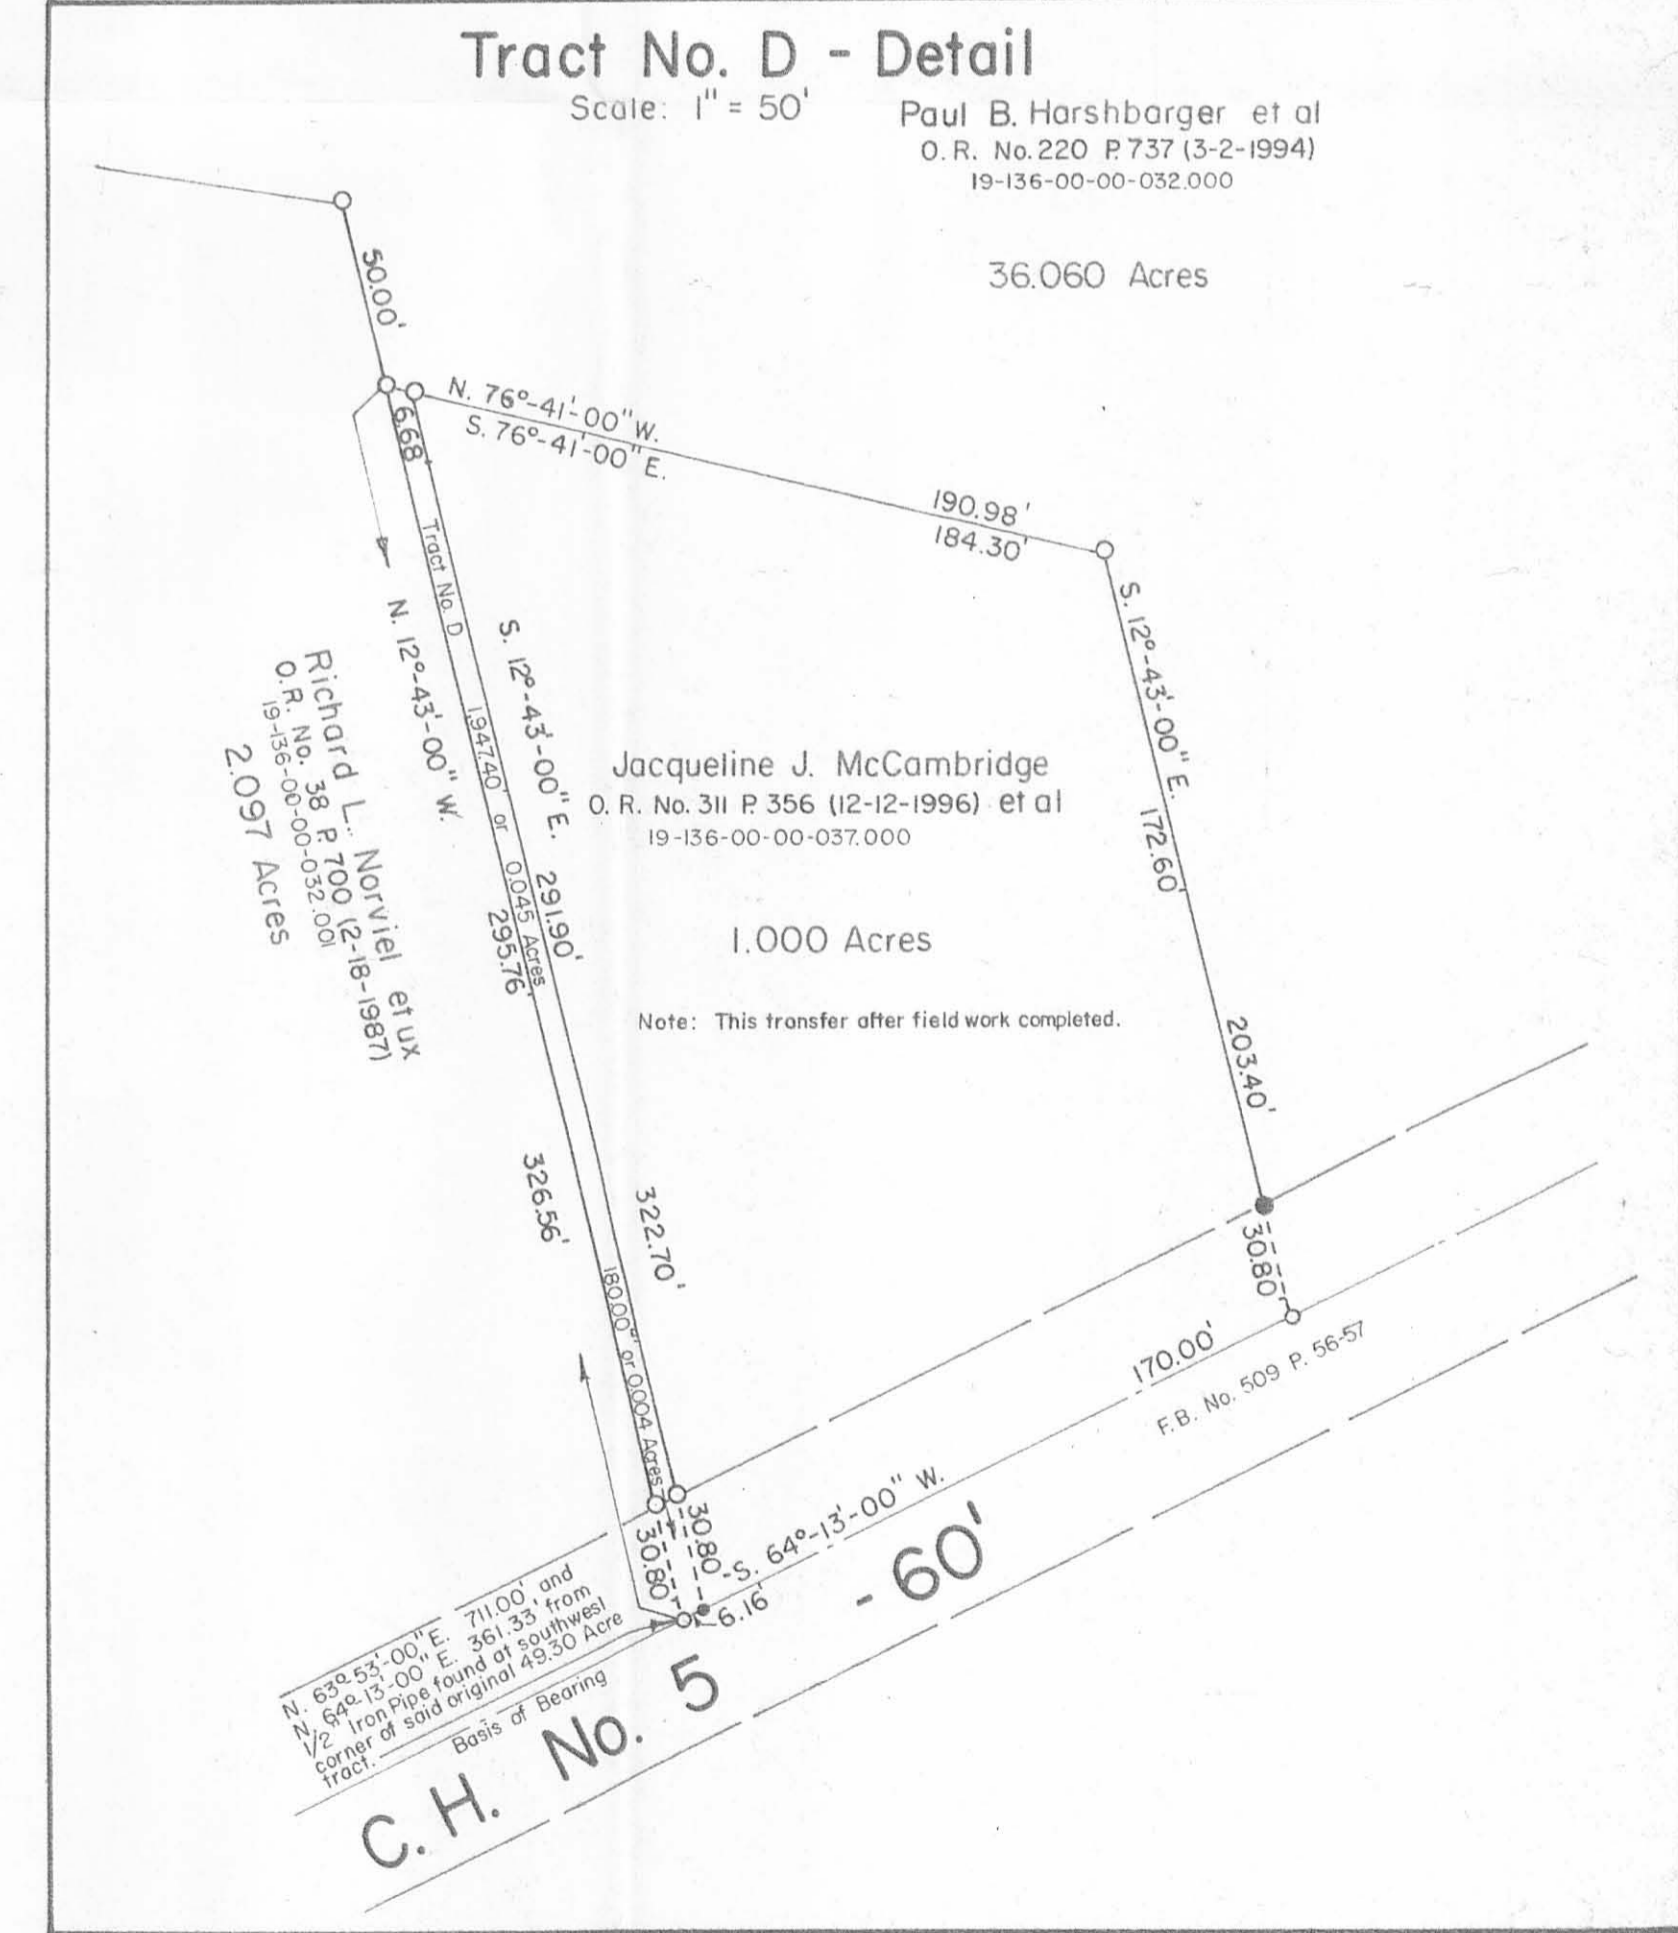 Tract No. D - Detail
Scale: 1" = 50'
Paul B. Harshbarger et al
O. R. No. 220 P. 737 (3-2-1994)
19-136-00-00-032.000
36.060 Acres
50.00'
6.68'
N. 76°-41'-00" W.
S. 76°-41'-00" E.
190.98'
184.30'
Tract No. D
N. 12°-43'-00" W.
S. 12°-43'-00" E.
S. 12°-43'-00" E.
172.60'
203.40'
Richard L. Norviel et ux
O.R. No. 38 P. 700 (12-18-1987)
19-136-00-00-032.001
2.097 Acres
1,947.40' or 0.045 Acres
291.90'
295.76'
Jacqueline J. McCambridge
O. R. No. 311 P. 356 (12-12-1996) et al
19-136-00-00-037.000
1.000 Acres
Note: This transfer after field work completed.
326.56'
322.70'
180.00' or 0.004 Acres
30.80'
30.80'
30.80'
170.00'
F.B. No. 509 P. 56-57
S. 64°-13'-00" W.
6.16'
N. 63°-53'-00" E. 711.00' and
N. 64°-13'-00" E. 361.33' from
1/2" Iron Pipe found at southwest
corner of said original 49.30 Acre
tract.
Basis of Bearing
C. H. No. 5 - 60'